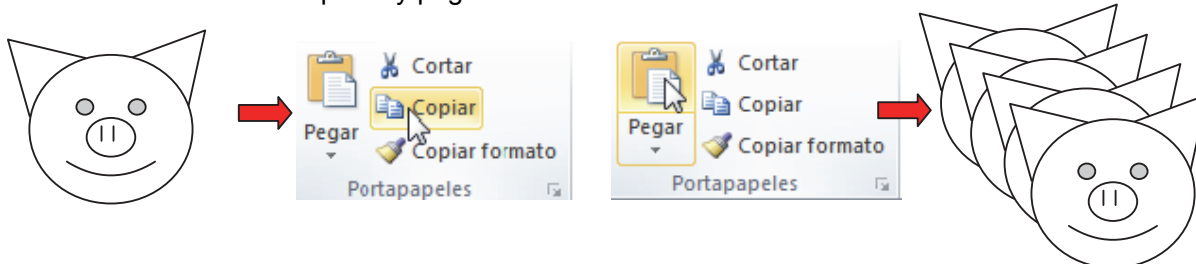 Cortar
Copiar
Pegar
Copiar formato
Portapapeles
Cortar
Copiar
Pegar
Copiar formato
Portapapeles